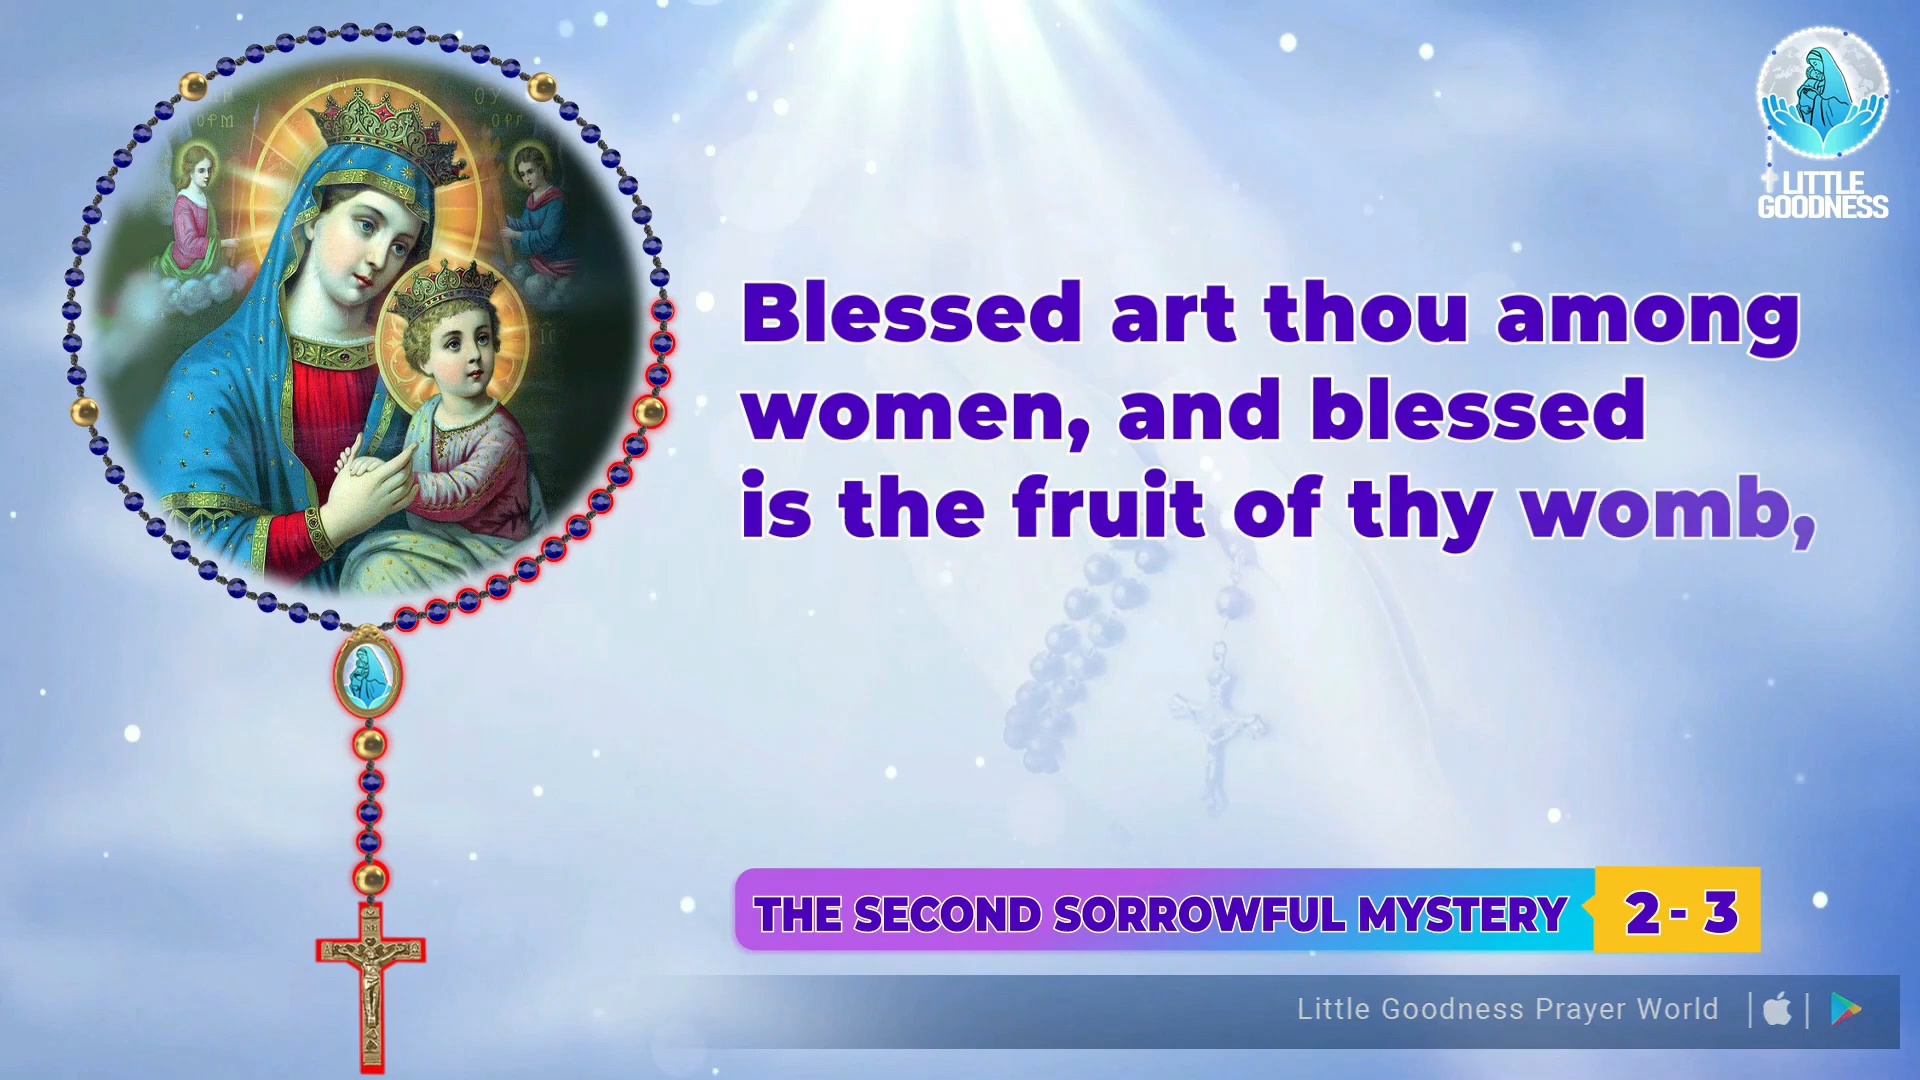 LITTLE
GOODNESS
Blessed art thou among
women, and blessed
is the fruit of thy womb,
THE SECOND SORROWFUL MYSTERY 2 - 3
Little Goodness Prayer World